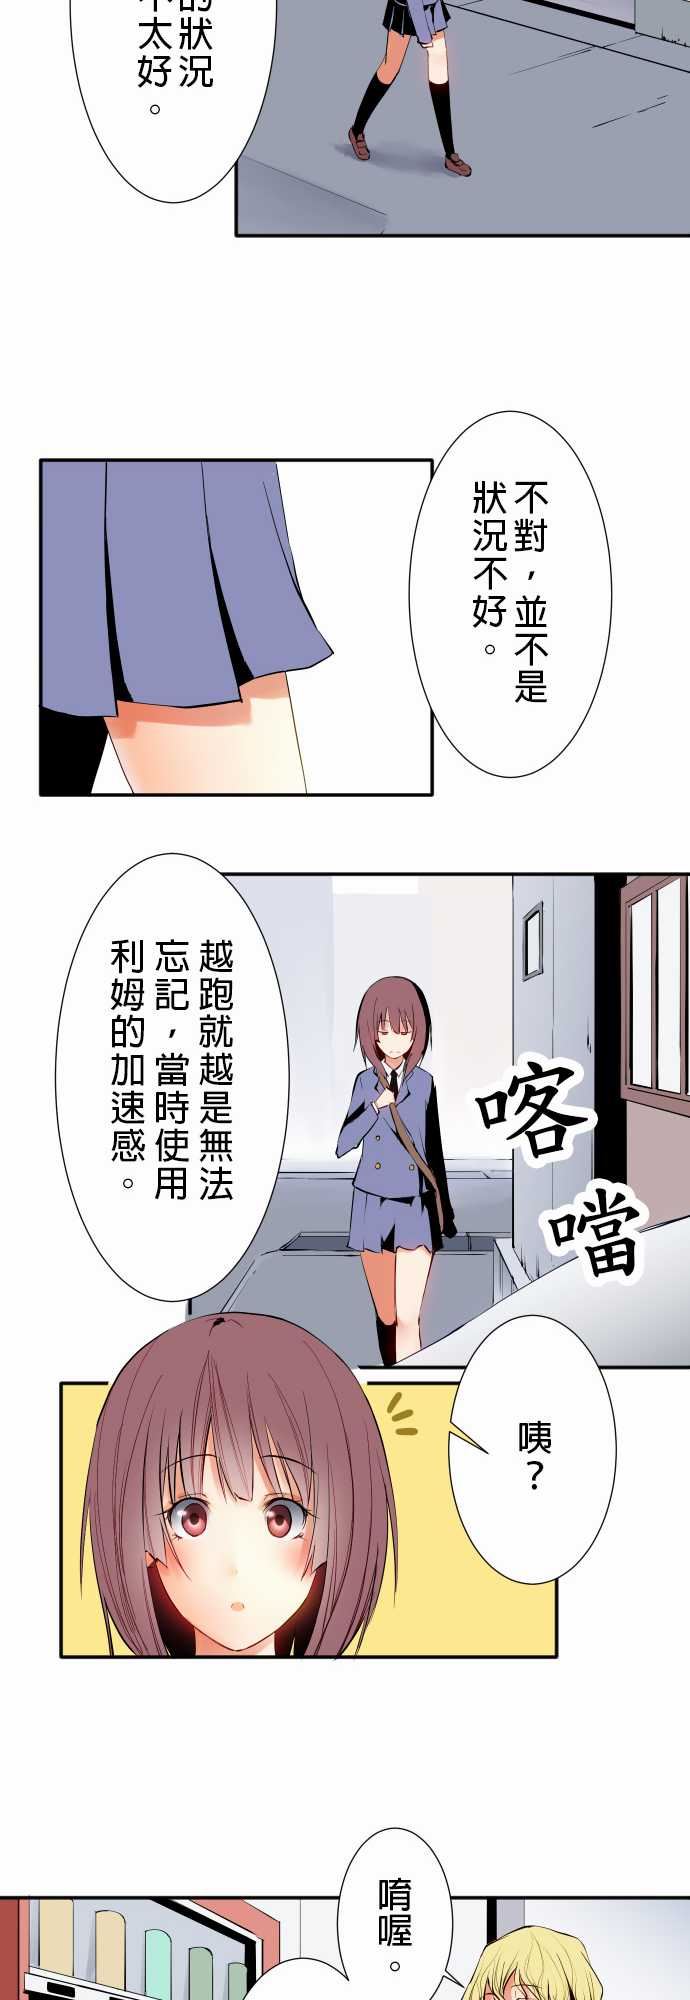 的狀況
不太好。
不對，並不是
狀況不好。
越跑就越是無法
忘記，當時使用
利姆的加速感。
喀噹
咦？
唷喔。